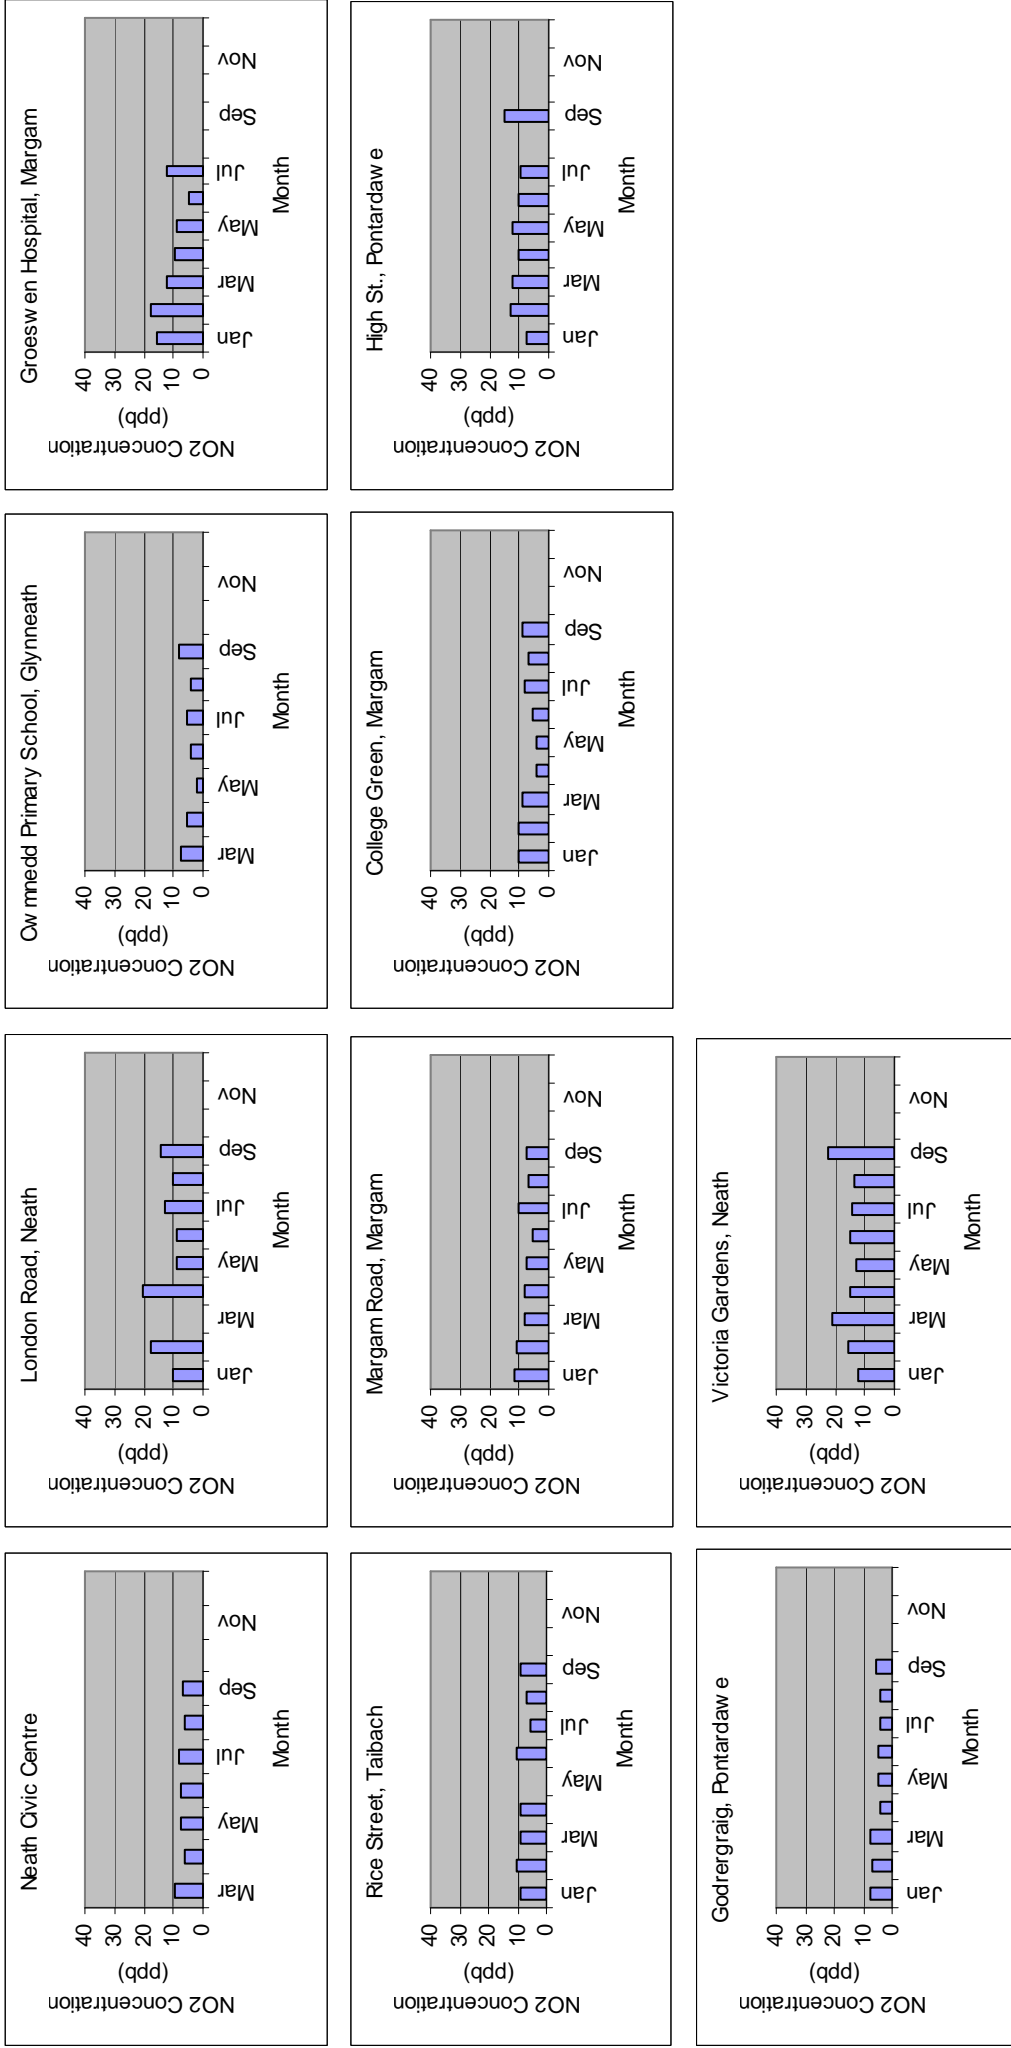 Neath Civic Centre
NO2 Concentration
(ppb)
40
30
20
10
0
Mar May Jul Sep Nov
Month
London Road, Neath
NO2 Concentration
(ppb)
40
30
20
10
0
Jan Mar May Jul Sep Nov
Month
Cwmnedd Primary School, Glynneath
NO2 Concentration
(ppb)
40
30
20
10
0
Mar May Jul Sep Nov
Month
Groeswen Hospital, Margam
NO2 Concentration
(ppb)
40
30
20
10
0
Jan Mar May Jul Sep Nov
Month
Rice Street, Taibach
NO2 Concentration
(ppb)
40
30
20
10
0
Jan Mar May Jul Sep Nov
Month
Margam Road, Margam
NO2 Concentration
(ppb)
40
30
20
10
0
Jan Mar May Jul Sep Nov
Month
College Green, Margam
NO2 Concentration
(ppb)
40
30
20
10
0
Jan Mar May Jul Sep Nov
Month
High St., Pontardawe
NO2 Concentration
(ppb)
40
30
20
10
0
Jan Mar May Jul Sep Nov
Month
Godrergraig, Pontardawe
NO2 Concentration
(ppb)
40
30
20
10
0
Jan Mar May Jul Sep Nov
Month
Victoria Gardens, Neath
NO2 Concentration
(ppb)
40
30
20
10
0
Jan Mar May Jul Sep Nov
Month